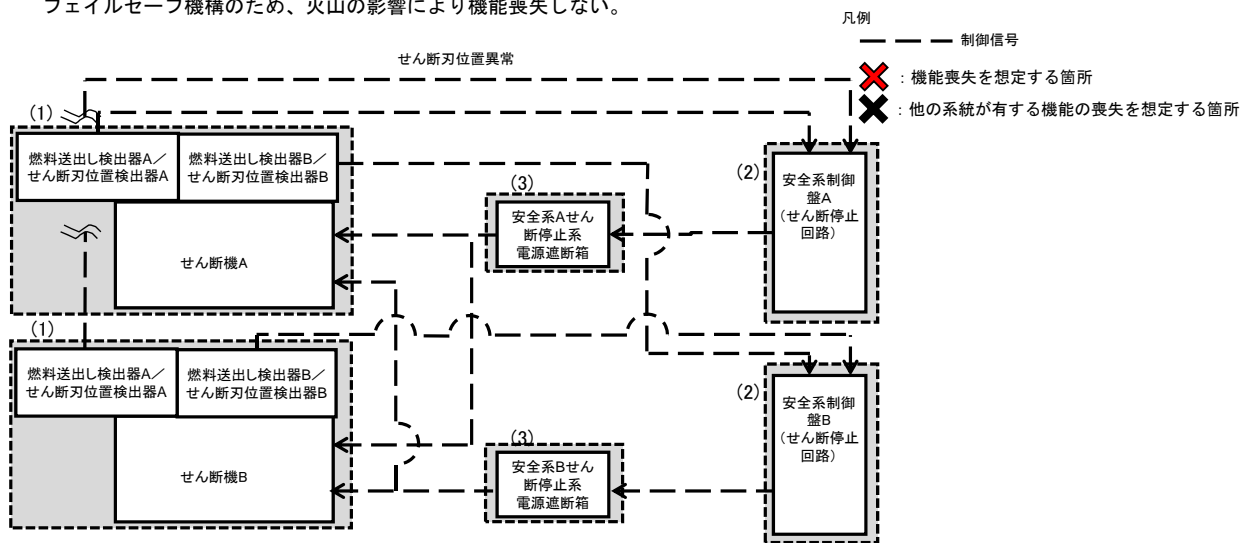 フェイルセーフ機構のため、火山の影響により機能喪失しない。
凡例
制御信号
：機能喪失を想定する箇所
：他の系統が有する機能の喪失を想定する箇所
せん断刃位置異常
(1)
燃料送出し検出器A／
せん断刃位置検出器A
燃料送出し検出器B／
せん断刃位置検出器B
せん断機A
(3)
安全系Aせん
断停止系
電源遮断箱
(2)
安全系制御
盤A
（せん断停止
回路）
(1)
燃料送出し検出器A／
せん断刃位置検出器A
燃料送出し検出器B／
せん断刃位置検出器B
せん断機B
(3)
安全系Bせん
断停止系
電源遮断箱
(2)
安全系制御
盤B
（せん断停止
回路）